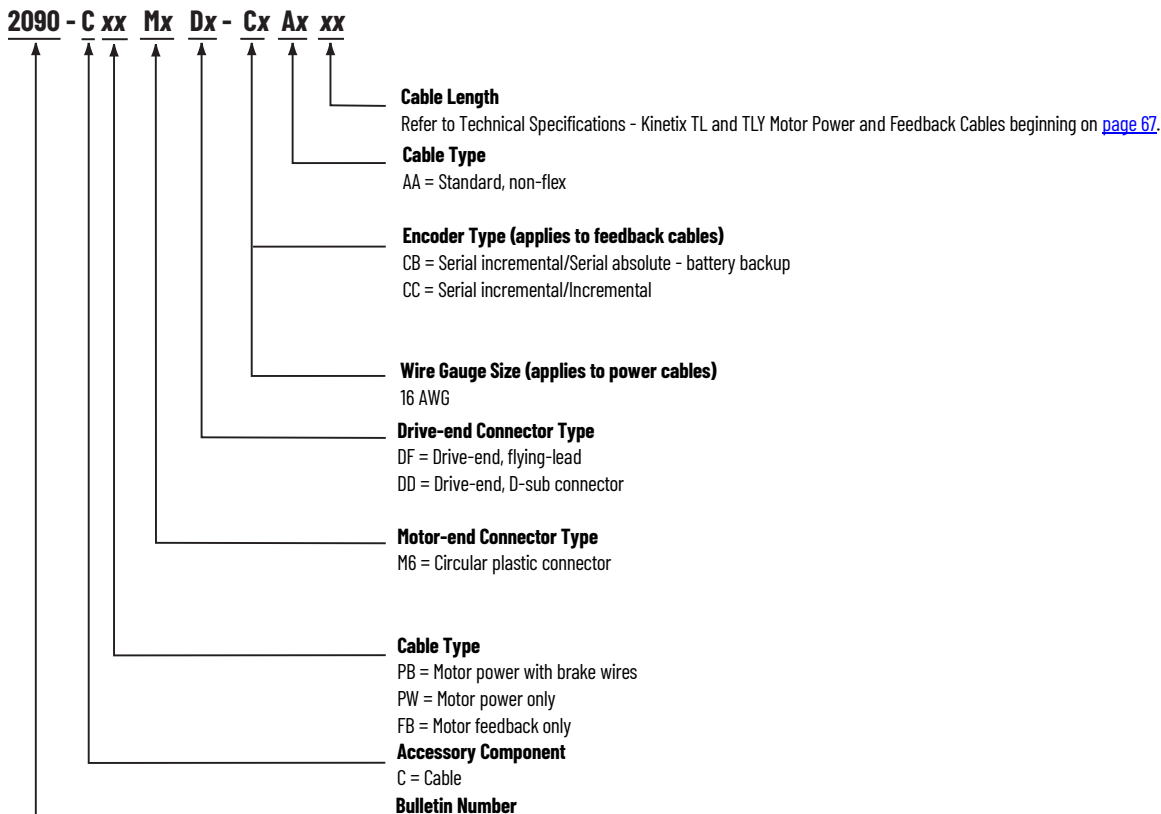 2090 - C xx Mx Dx - Cx Ax xx
Cable Length
Refer to Technical Specifications - Kinetix TL and TLY Motor Power and Feedback Cables beginning on page 67.
Cable Type
AA = Standard, non-flex
Encoder Type (applies to feedback cables)
CB = Serial incremental/Serial absolute - battery backup
CC = Serial incremental/Incremental
Wire Gauge Size (applies to power cables)
16 AWG
Drive-end Connector Type
DF = Drive-end, flying-lead
DD = Drive-end, D-sub connector
Motor-end Connector Type
M6 = Circular plastic connector
Cable Type
PB = Motor power with brake wires
PW = Motor power only
FB = Motor feedback only
Accessory Component
C = Cable
Bulletin Number